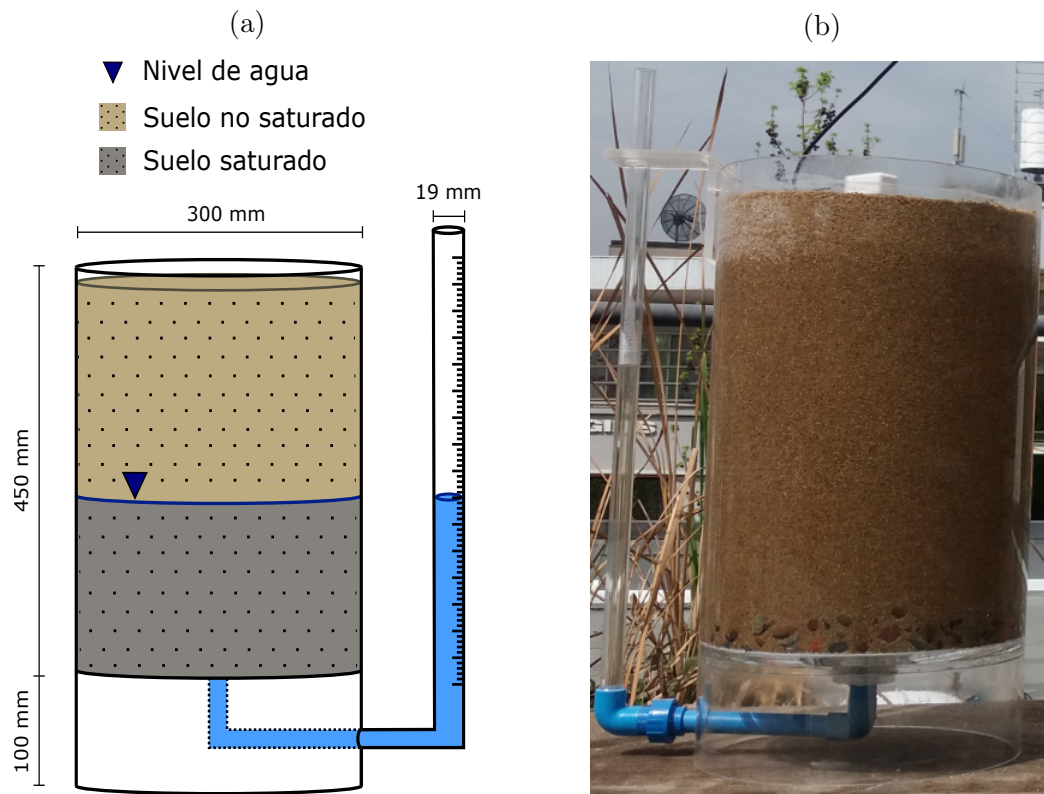 (a)
(b)
Nivel de agua
Suelo no saturado
Suelo saturado
300 mm
19 mm
450 mm
100 mm